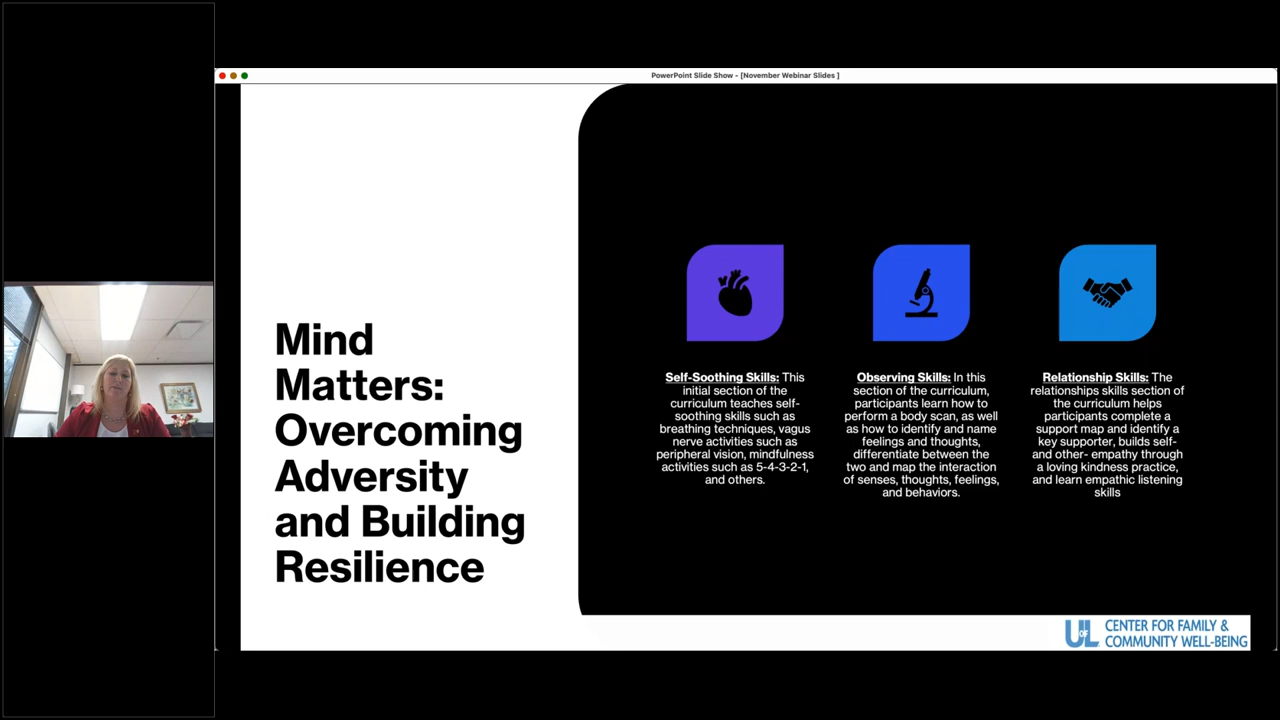 PowerPoint Slide Show - [November Webinar Slides ]
Mind
Matters:
Overcoming
Adversity
and Building
Resilience
Self-Soothing Skills: This
initial section of the
curriculum teaches self-
soothing skills such as
breathing techniques, vagus
nerve activities such as
peripheral vision, mindfulness
activities such as 5-4-3-2-1,
and others.
Observing Skills: In this
section of the curriculum,
participants learn how to
perform a body scan, as well
as how to identify and name
feelings and thoughts,
differentiate between the
two and map the interaction
of senses, thoughts, feelings,
and behaviors.
Relationship Skills: The
relationships skills section of
the curriculum helps
participants complete a
support map and identify a
key supporter, builds self-
and other- empathy through
a loving kindness practice,
and learn empathic listening
skills
U OF L CENTER FOR FAMILY &
COMMUNITY WELL-BEING